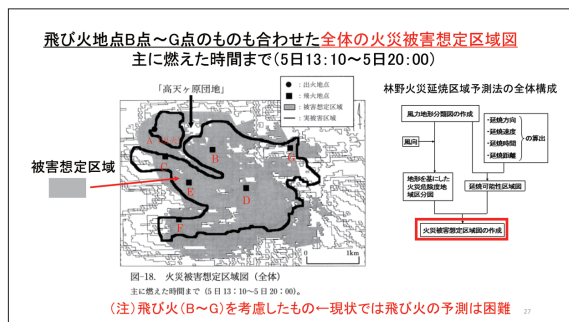 飛び火地点B点～G点のものも合わせた全体の火災被害想定区域図
主に燃えた時間まで(5日13:10～5日20:00)
「高天ヶ原団地」
●：出火地点
■：飛火地点
：被害想定区域
：実被害区域
B
G
C
E
D
F
0 1km
被害想定区域
図-18. 火災被害想定区域図（全体）
主に燃えた時間まで（5日13：10～5日20：00）。
林野火災延焼区域予測法の全体構成
風力地形分類図の作成
風向
・延焼方向
・延焼速度
・延焼時間
・延焼距離
の算出
地形を基にした
火災危険度地
域区分図
延焼可能性区域図
火災被害想定区域図の作成
(注)飛び火(B～G)を考慮したもの←現状では飛び火の予測は困難
27